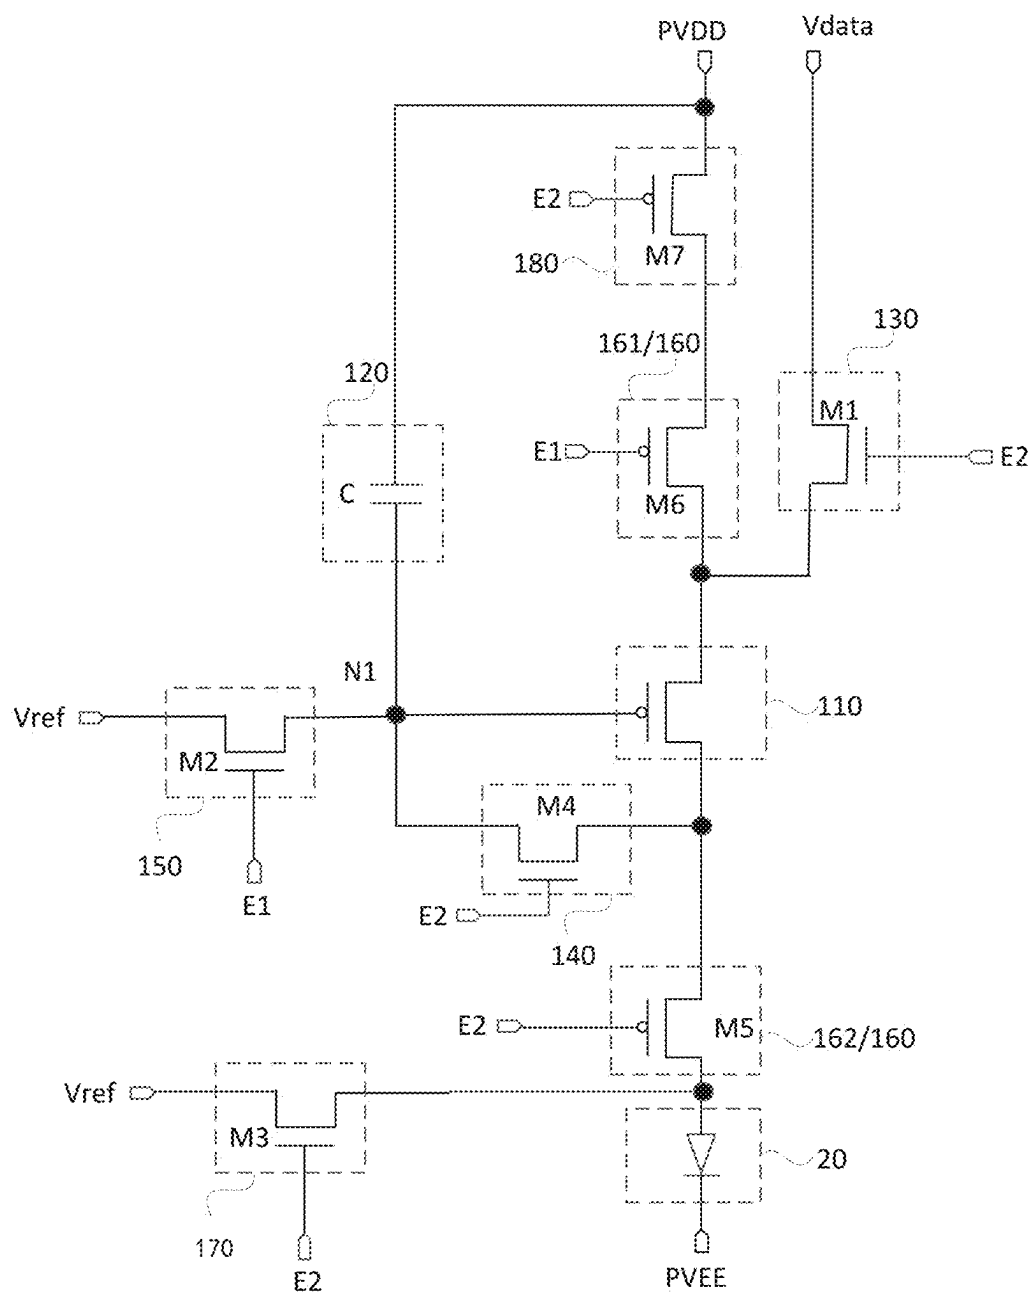 PVDD
Vdata
E2
M7
180
161/160
130
120
M1
E1
E2
C
M6
N1
Vref
110
M2
M4
150
E1
E2
140
E2
M5
162/160
Vref
M3
20
170
E2
PVEE